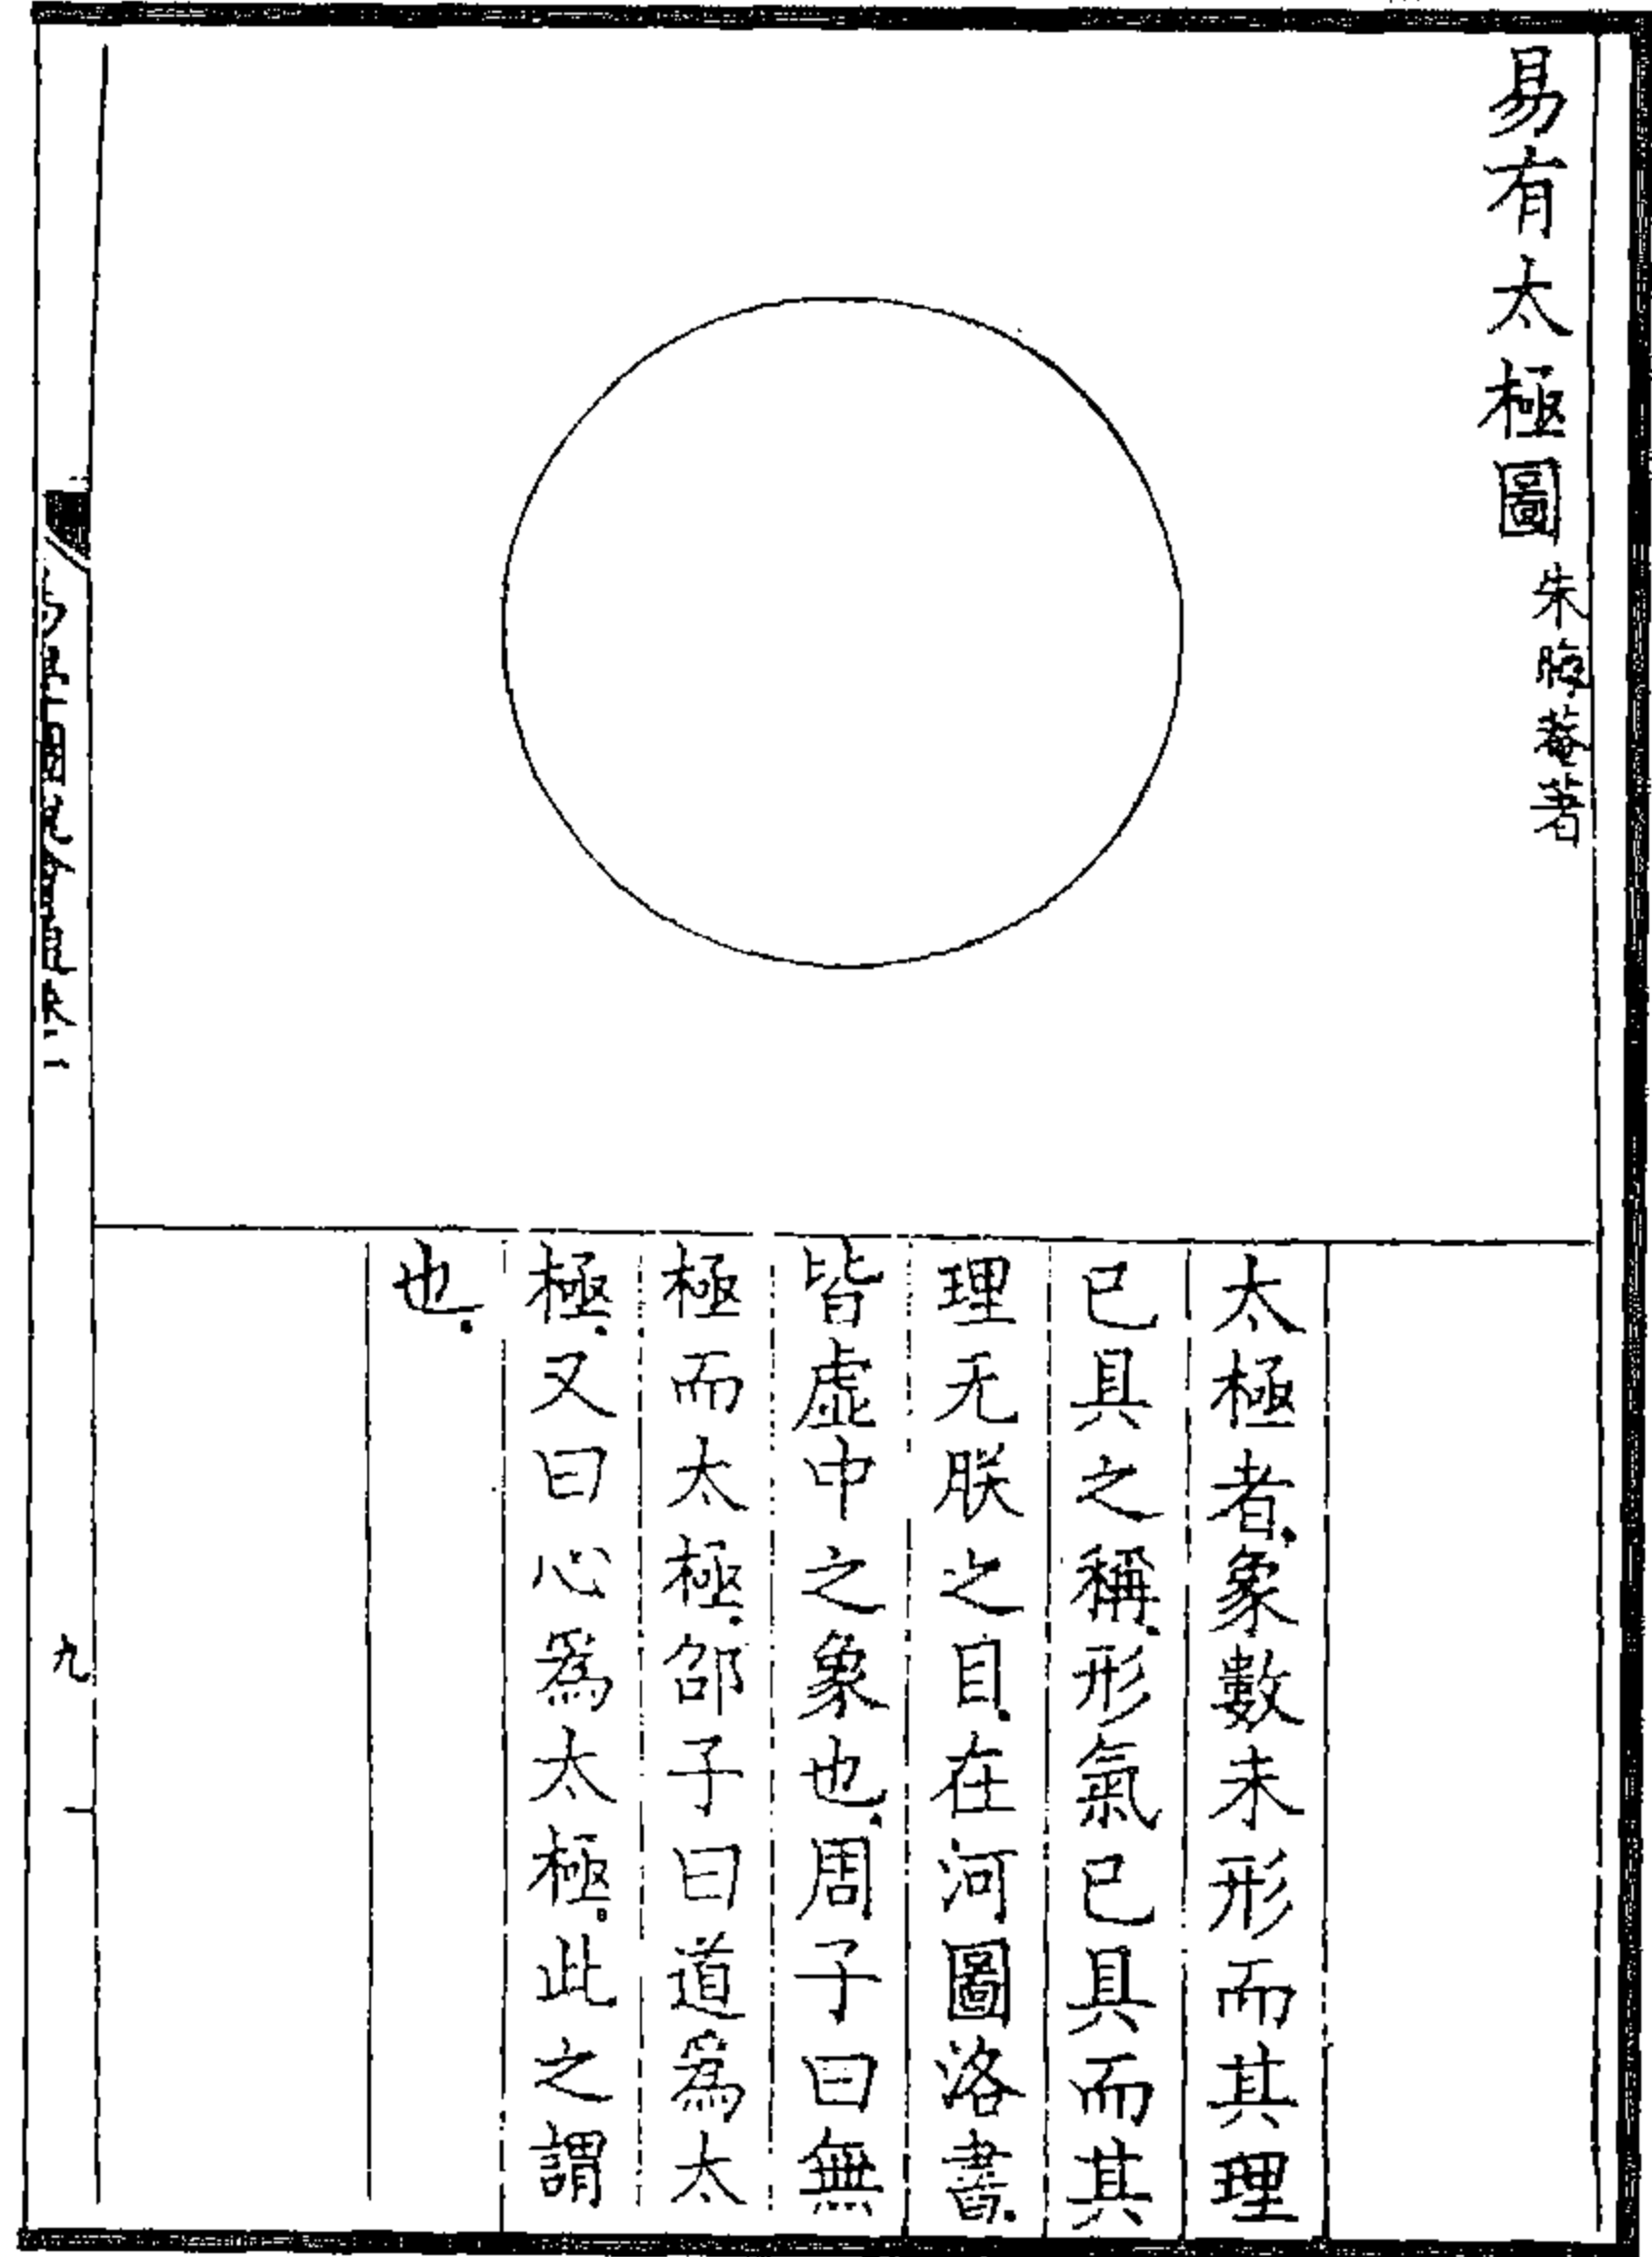 易有太極圖 朱晦菴著
太極者.象數未形而其理
已具之稱.形氣已具而其
理无朕之目.在河圖洛書.
皆虛中之象也.周子曰無
極而太極.邵子曰道為太
極.又曰心為太極。此之謂
也.
九
一